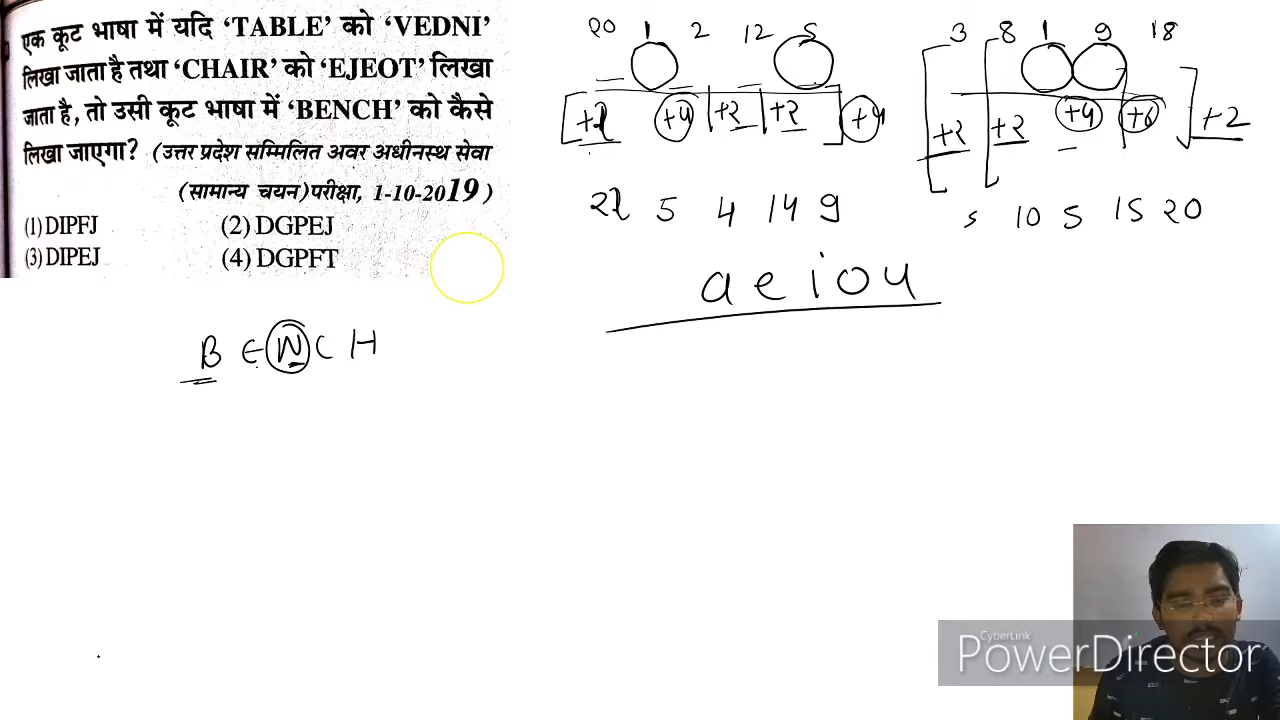 एक कूट भाषा में यदि ‘TABLE’ को ‘VEDNI’
लिखा जाता है तथा ‘CHAIR’ को ‘EJEOT’ लिखा
जाता है, तो उसी कूट भाषा में ‘BENCH’ को कैसे
लिखा जाएगा? (उत्तर प्रदेश सम्मिलित अवर अधीनस्थ सेवा
(सामान्य चयन) परीक्षा, 1-10-2019)
(1) DIPFJ (2) DGPEJ
(3) DIPEJ (4) DGPFT
20 1 2 12 5
+2 +4 +2 +2 +4
22 5 4 14 9
3 8 1 9 18
+2 +2 +4 +6 +2
5 10 5 15 20
a e i o u
B E N C H
CyberLink
PowerDirector